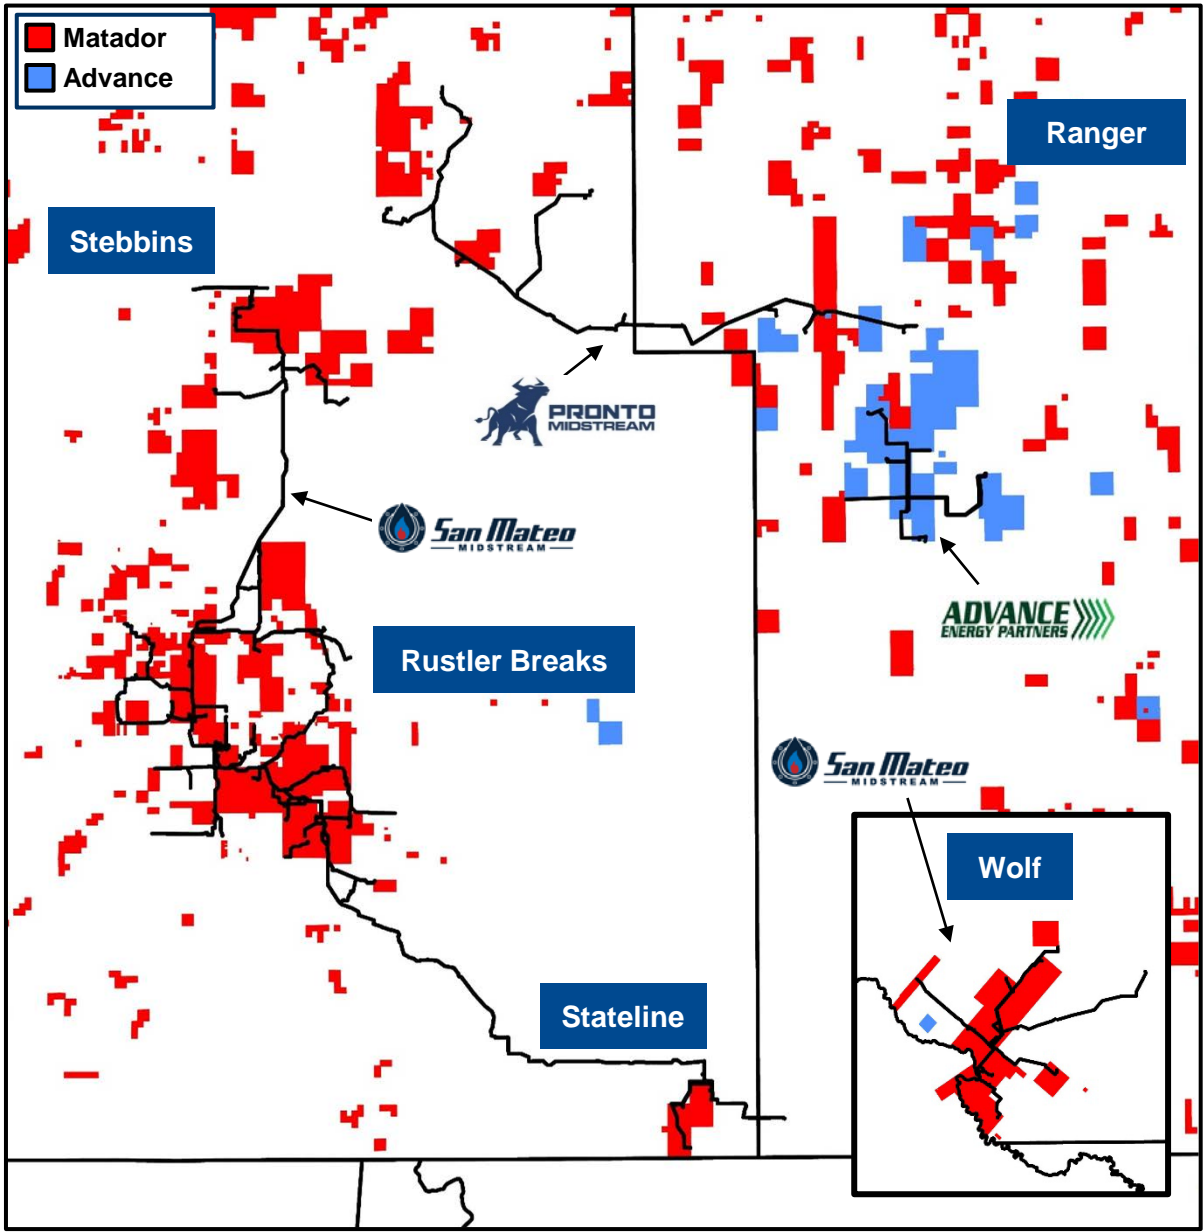 Matador
Advance
Ranger
Stebbins
PRONTO
MIDSTREAM
San Mateo
MIDSTREAM
ADVANCE
ENERGY PARTNERS
Rustler Breaks
San Mateo
MIDSTREAM
Wolf
Stateline